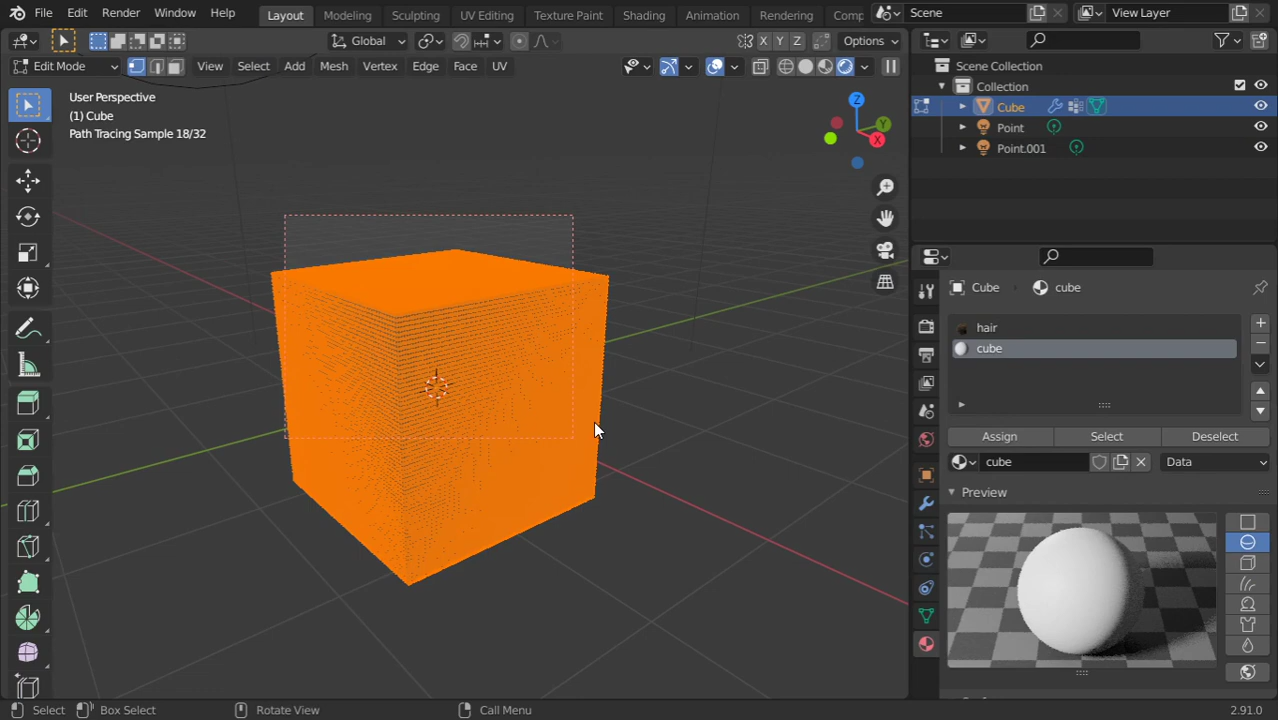 File Edit Render Window Help Layout Modeling Sculpting UV Editing Texture Paint Shading Animation Rendering Comp Scene View Layer
Global X Y Z Options
Edit Mode View Select Add Mesh Vertex Edge Face UV
User Perspective
(1) Cube
Path Tracing Sample 18/32
Z
Y
X
Scene Collection
Collection
Cube
Point
Point.001
Cube cube
hair
cube
Assign Select Deselect
cube Data
Preview
Select Box Select Rotate View Call Menu 2.91.0